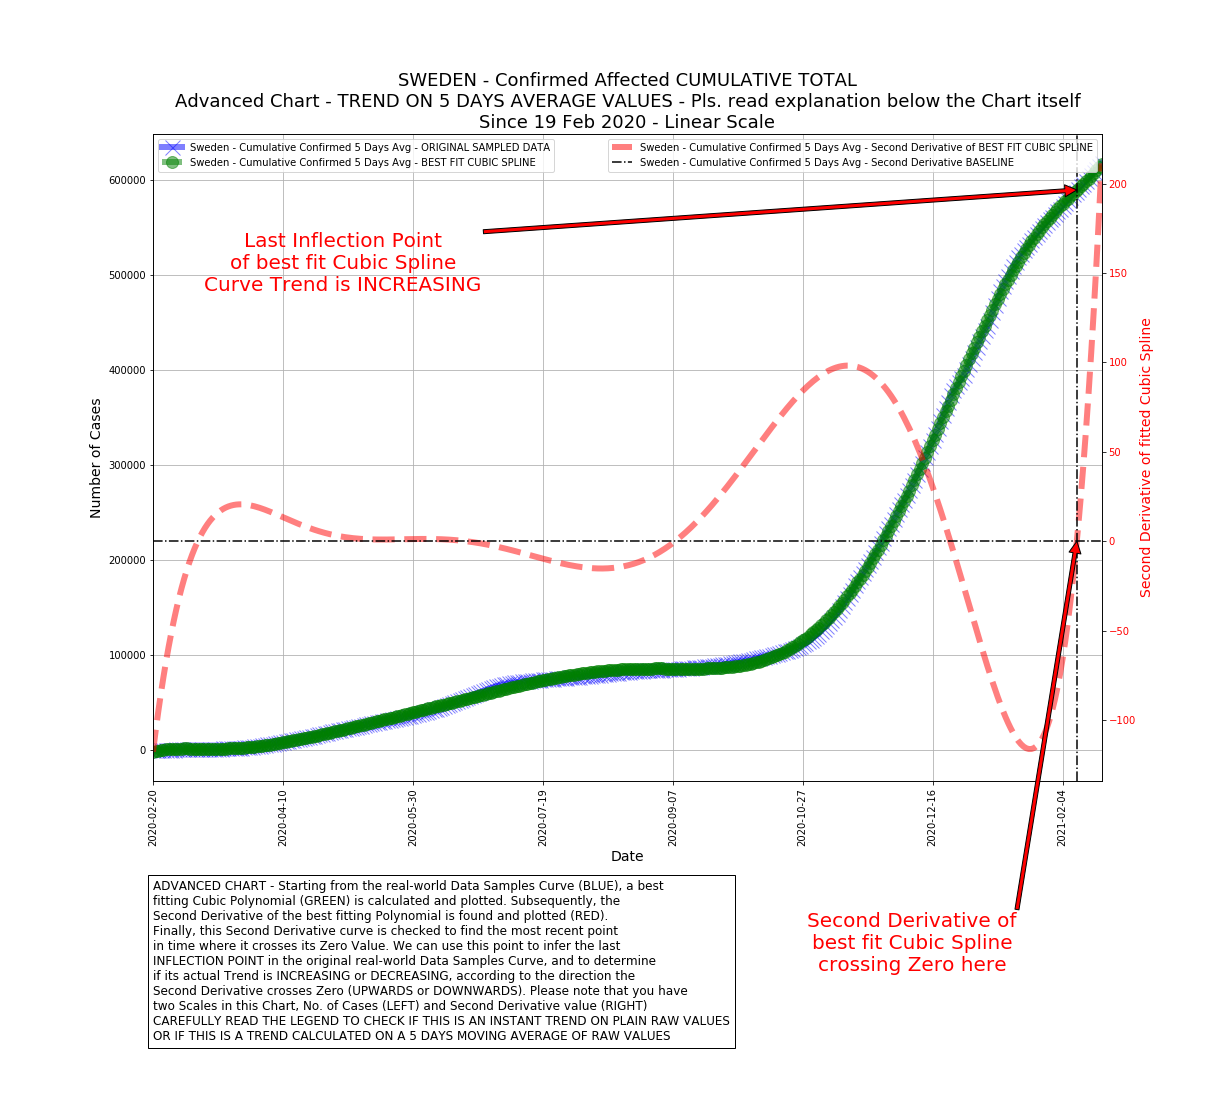 SWEDEN - Confirmed Affected CUMULATIVE TOTAL
Advanced Chart - TREND ON 5 DAYS AVERAGE VALUES - Pls. read explanation below the Chart itself
Since 19 Feb 2020 - Linear Scale
Sweden - Cumulative Confirmed 5 Days Avg - ORIGINAL SAMPLED DATA
Sweden - Cumulative Confirmed 5 Days Avg - BEST FIT CUBIC SPLINE
Sweden - Cumulative Confirmed 5 Days Avg - Second Derivative of BEST FIT CUBIC SPLINE
Sweden - Cumulative Confirmed 5 Days Avg - Second Derivative BASELINE
Last Inflection Point
of best fit Cubic Spline
Curve Trend is INCREASING
Number of Cases
600000
500000
400000
300000
200000
100000
0
200
150
100
50
0
−50
−100
Second Derivative of fitted Cubic Spline
2020-02-20
2020-04-10
2020-05-30
2020-07-19
2020-09-07
2020-10-27
2020-12-16
2021-02-04
Date
ADVANCED CHART - Starting from the real-world Data Samples Curve (BLUE), a best
fitting Cubic Polynomial (GREEN) is calculated and plotted. Subsequently, the
Second Derivative of the best fitting Polynomial is found and plotted (RED).
Finally, this Second Derivative curve is checked to find the most recent point
in time where it crosses its Zero Value. We can use this point to infer the last
INFLECTION POINT in the original real-world Data Samples Curve, and to determine
if its actual Trend is INCREASING or DECREASING, according to the direction the
Second Derivative crosses Zero (UPWARDS or DOWNWARDS). Please note that you have
two Scales in this Chart, No. of Cases (LEFT) and Second Derivative value (RIGHT)
CAREFULLY READ THE LEGEND TO CHECK IF THIS IS AN INSTANT TREND ON PLAIN RAW VALUES
OR IF THIS IS A TREND CALCULATED ON A 5 DAYS MOVING AVERAGE OF RAW VALUES
Second Derivative of
best fit Cubic Spline
crossing Zero here